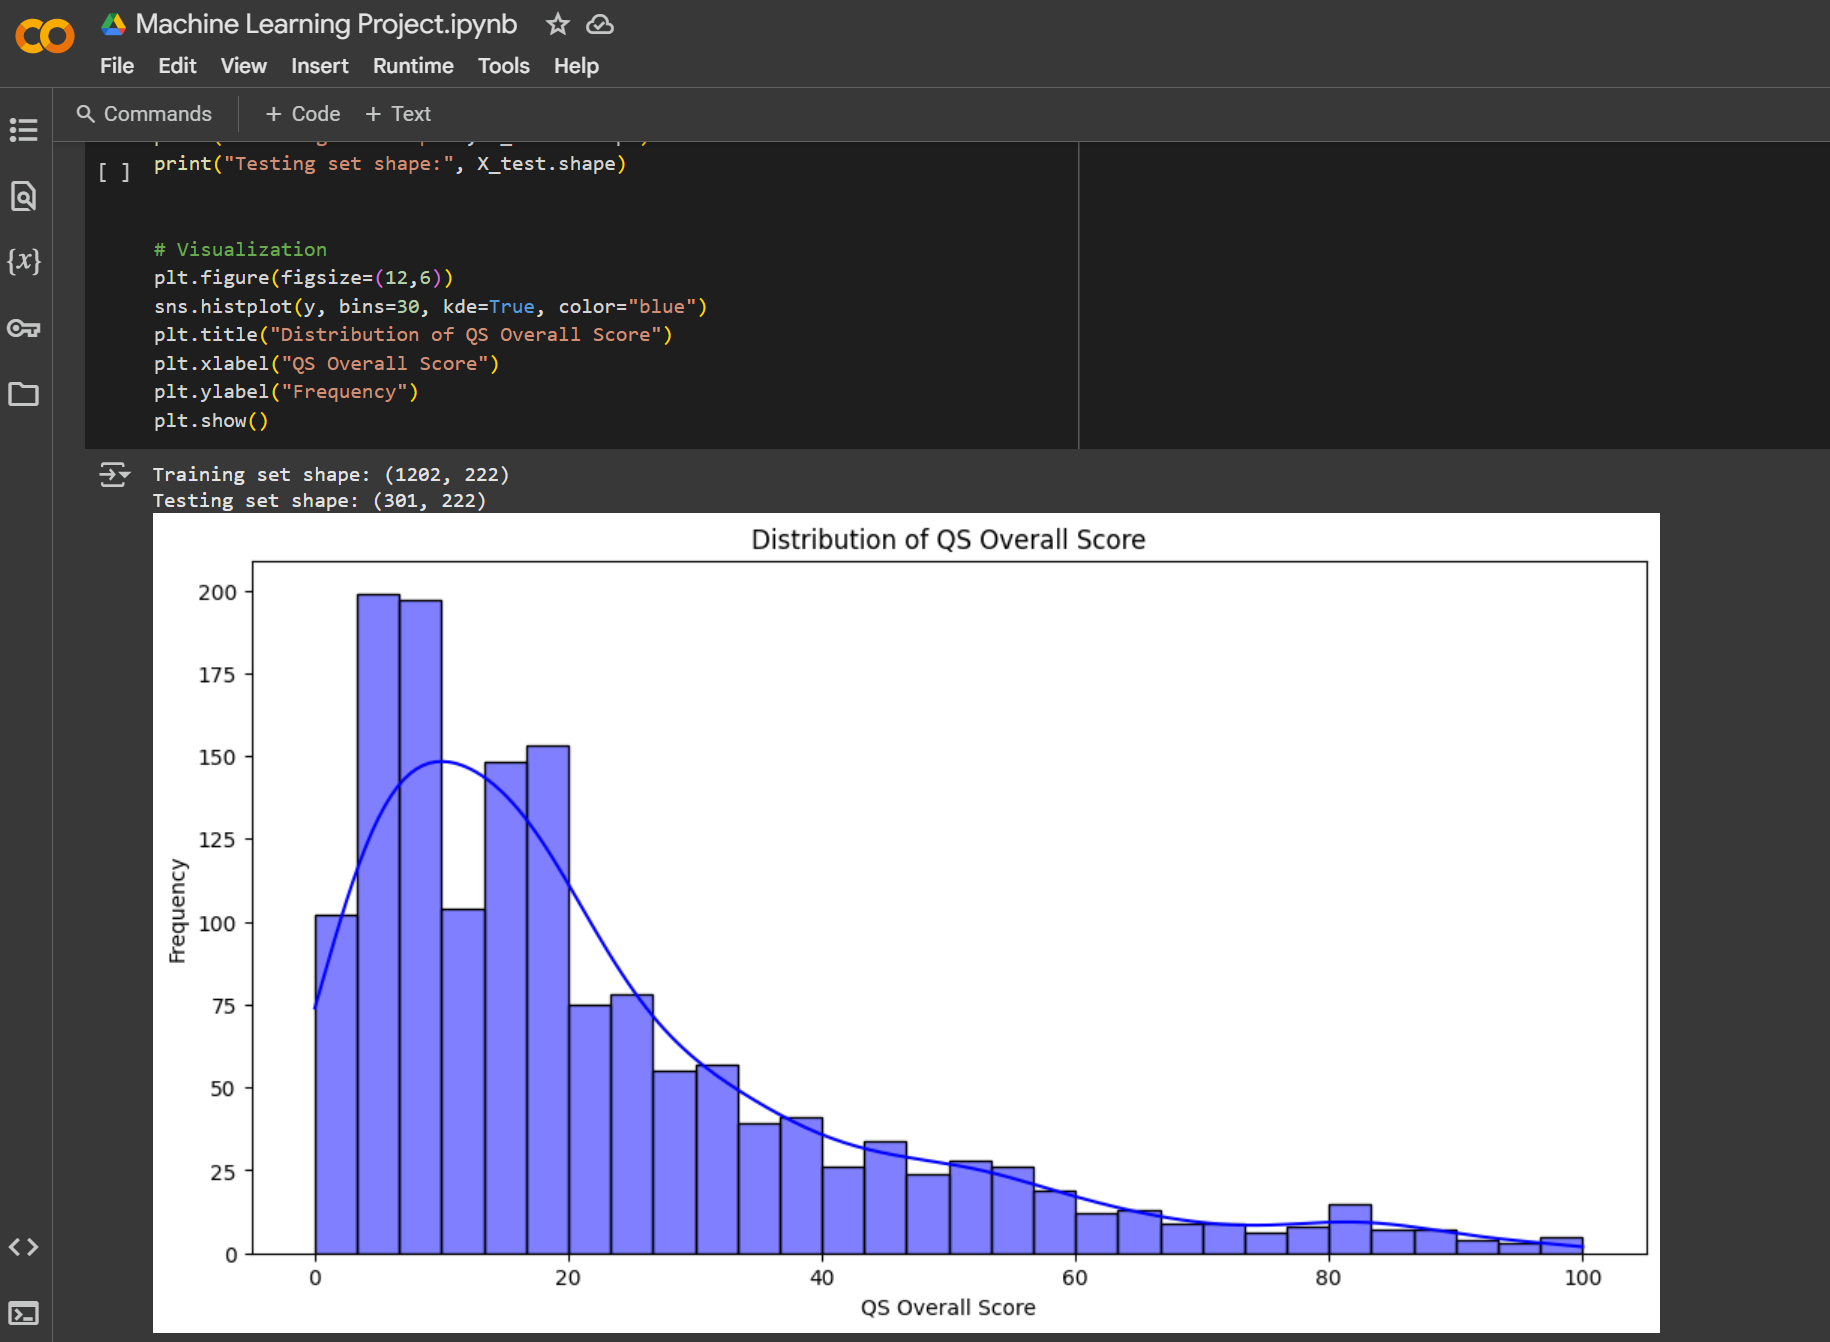 Machine Learning Project.ipynb
File Edit View Insert Runtime Tools Help
Commands + Code + Text
[ ] print("Testing set shape:", X_test.shape)
# Visualization
plt.figure(figsize=(12,6))
sns.histplot(y, bins=30, kde=True, color="blue")
plt.title("Distribution of QS Overall Score")
plt.xlabel("QS Overall Score")
plt.ylabel("Frequency")
plt.show()
Training set shape: (1202, 222)
Testing set shape: (301, 222)
Distribution of QS Overall Score
200
175
150
125
100
75
50
25
0
Frequency
0 20 40 60 80 100
QS Overall Score